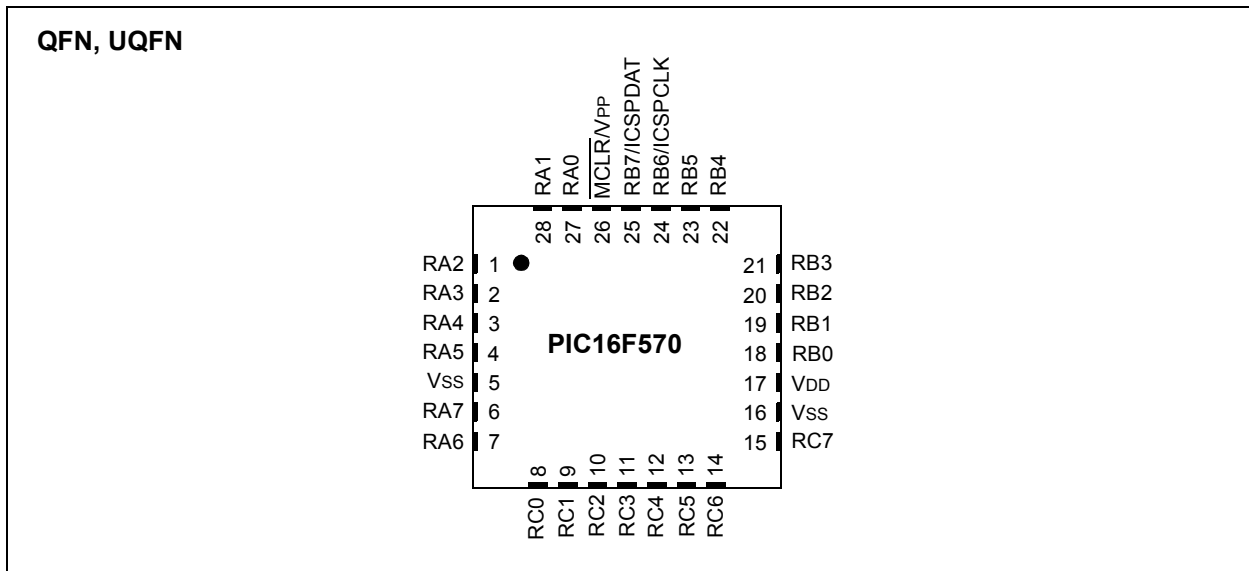 QFN, UQFN
RA1
RA0
MCLR/VPP
RB7/ICSPDAT
RB6/ICSPCLK
RB5
RB4
28
27
26
25
24
23
22
RA2 1
RA3 2
RA4 3
RA5 4
VSS 5
RA7 6
RA6 7
PIC16F570
21 RB3
20 RB2
19 RB1
18 RB0
17 VDD
16 VSS
15 RC7
8
9
10
11
12
13
14
RC0
RC1
RC2
RC3
RC4
RC5
RC6